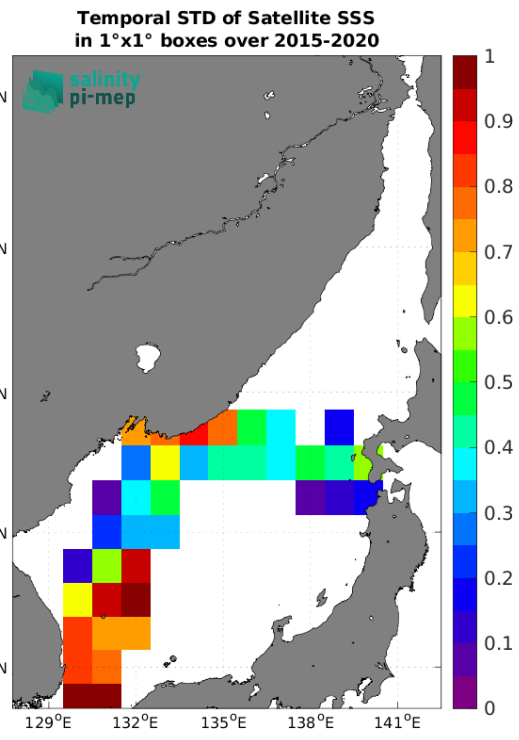 Temporal STD of Satellite SSS
in 1°x1° boxes over 2015-2020
salinity
pi-mep
N
N
N
N
N
1
0.9
0.8
0.7
0.6
0.5
0.4
0.3
0.2
0.1
0
129°E 132°E 135°E 138°E 141°E